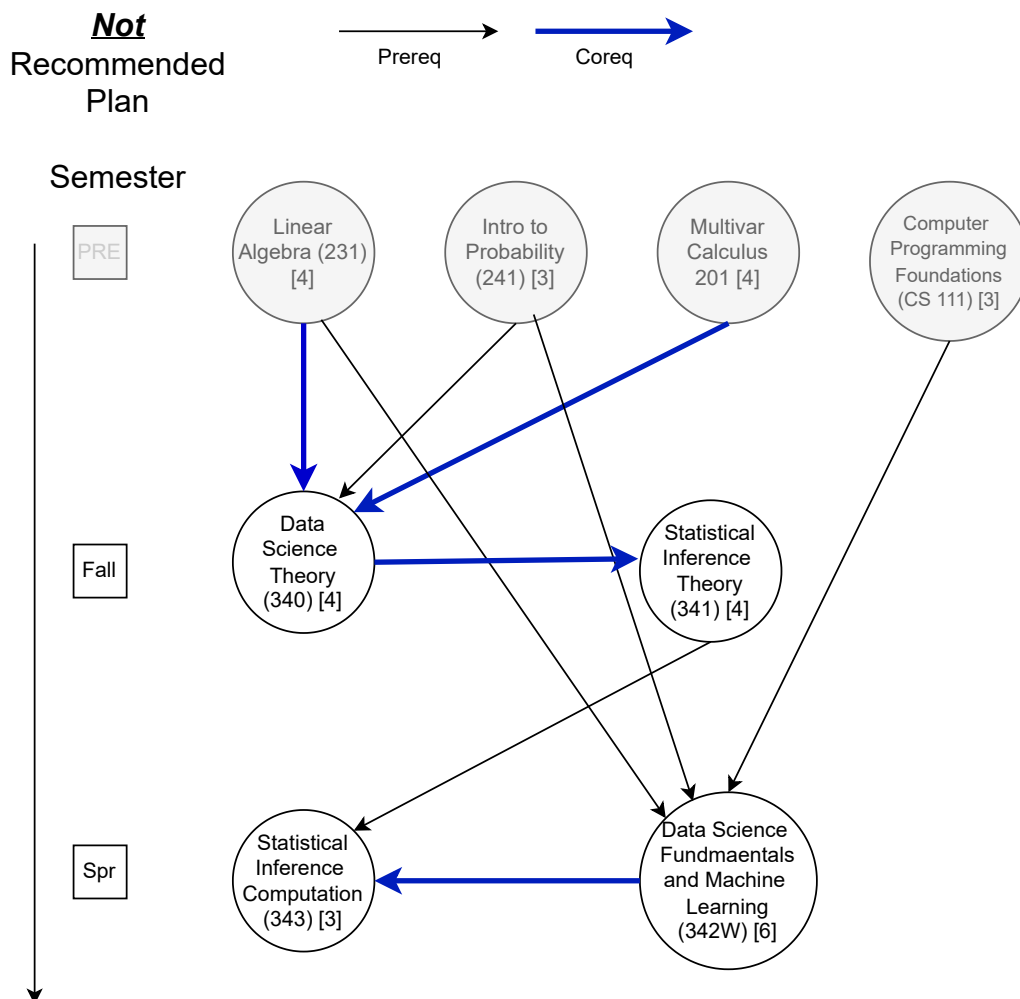 Not
Recommended
Plan
Prereq
Coreq
Semester
PRE
Linear
Algebra (231)
[4]
Intro to
Probability
(241) [3]
Multivar
Calculus
201 [4]
Computer
Programming
Foundations
(CS 111) [3]
Fall
Data
Science
Theory
(340) [4]
Statistical
Inference
Theory
(341) [4]
Spr
Statistical
Inference
Computation
(343) [3]
Data Science
Fundmaentals
and Machine
Learning
(342W) [6]